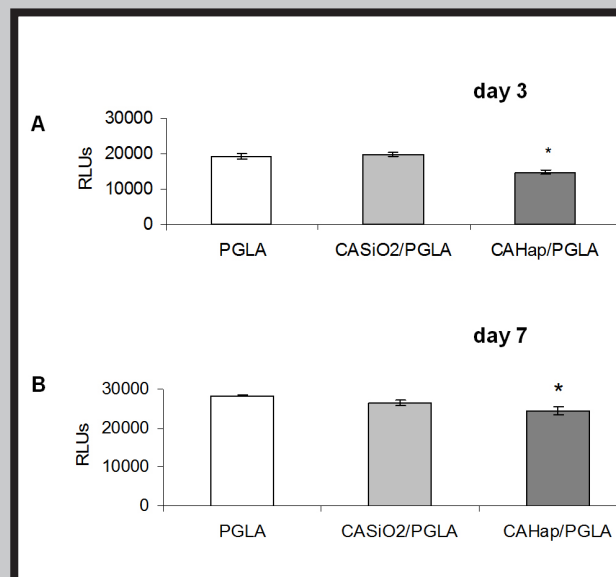 day 3
A
30000
20000
10000
0
RLUs
*
PGLA CASiO2/PGLA CAHap/PGLA
day 7
B
30000
20000
10000
0
RLUs
*
PGLA CASiO2/PGLA CAHap/PGLA